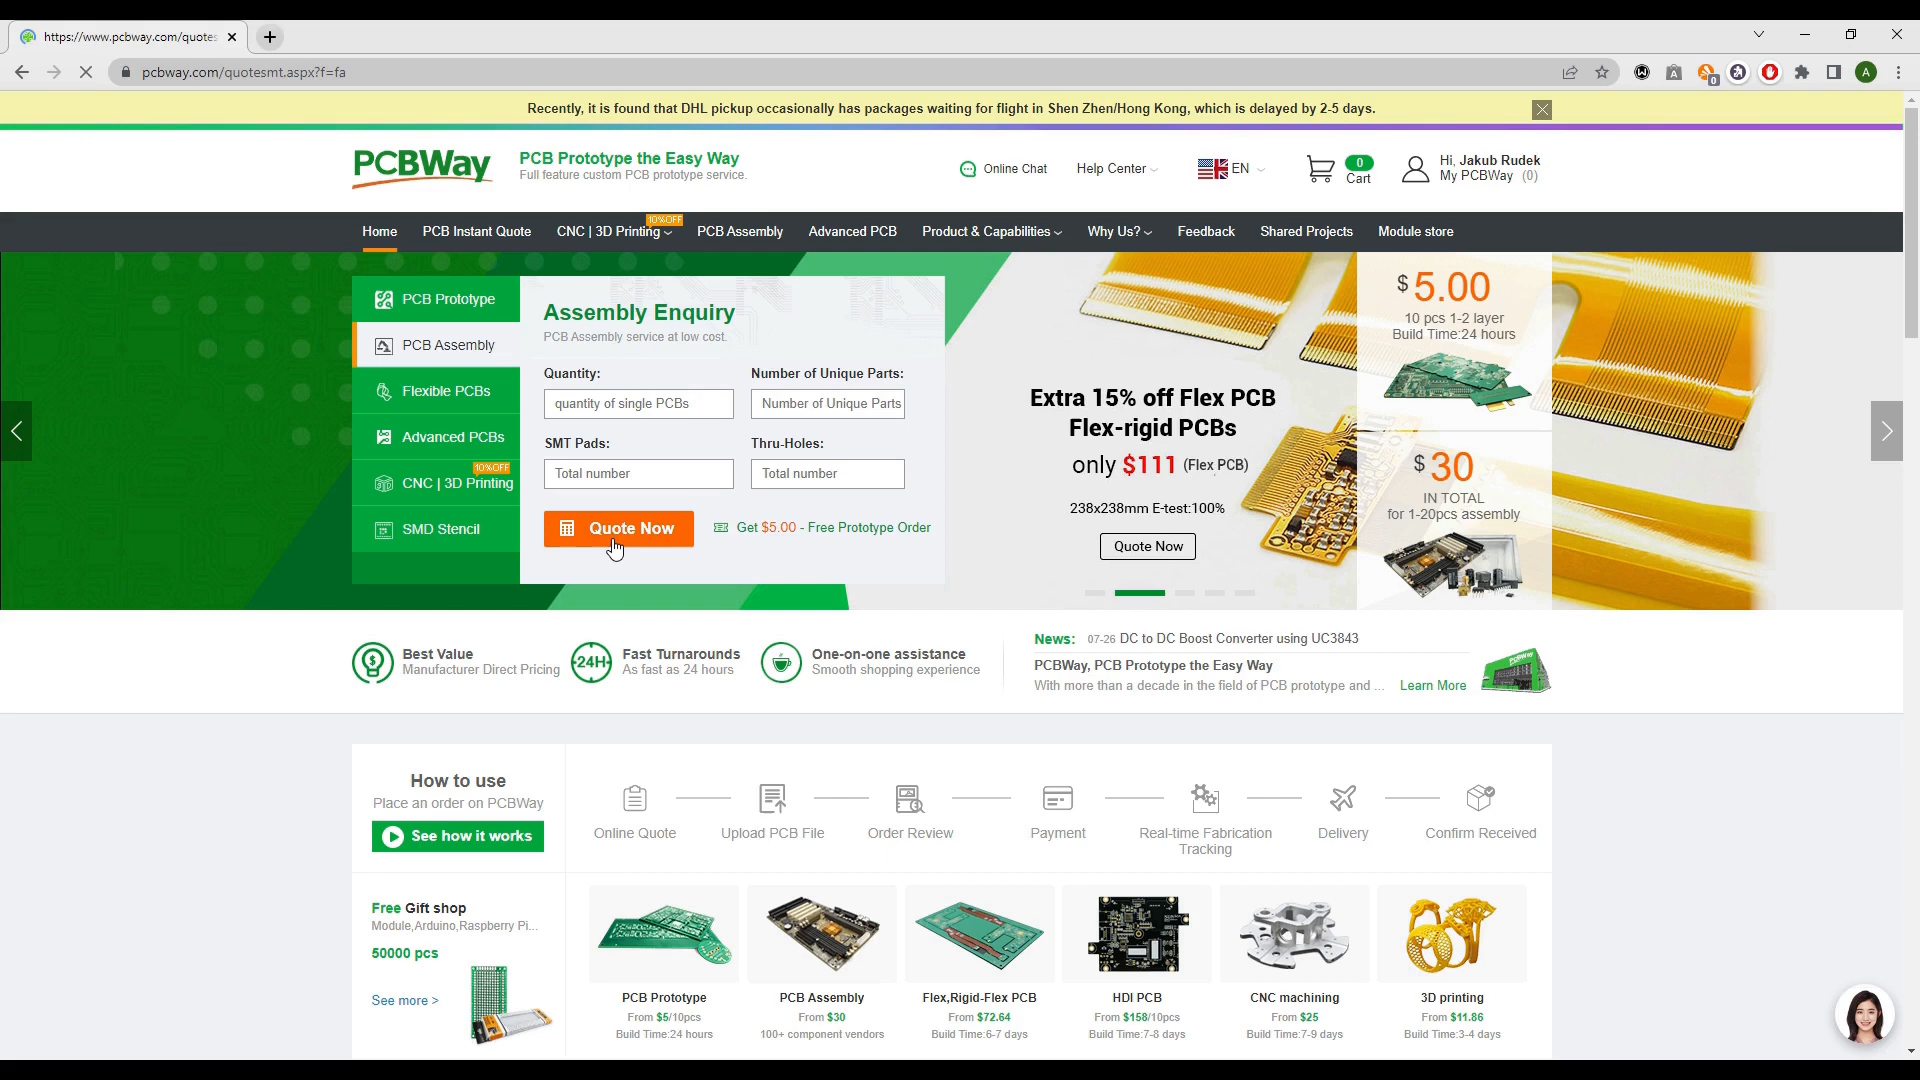 https://www.pcbway.com/quotes
pcbway.com/quotesmt.aspx?f=fa
A
0
A
Recently, it is found that DHL pickup occasionally has packages waiting for flight in Shen Zhen/Hong Kong, which is delayed by 2-5 days.
PCBWay
PCB Prototype the Easy Way
Full feature custom PCB prototype service.
Online Chat
Help Center
EN
0
Cart
Hi, Jakub Rudek
My PCBWay (0)
10%OFF
Home
PCB Instant Quote
CNC | 3D Printing
PCB Assembly
Advanced PCB
Product & Capabilities
Why Us?
Feedback
Shared Projects
Module store
PCB Prototype
PCB Assembly
Flexible PCBs
Advanced PCBs
10%OFF
CNC | 3D Printing
SMD Stencil
Assembly Enquiry
PCB Assembly service at low cost.
Quantity:
Number of Unique Parts:
quantity of single PCBs
Number of Unique Parts
SMT Pads:
Thru-Holes:
Total number
Total number
Quote Now
Get $5.00 - Free Prototype Order
Extra 15% off Flex PCB
Flex-rigid PCBs
only $111 (Flex PCB)
238x238mm E-test:100%
Quote Now
$ 5.00
10 pcs 1-2 layer
Build Time:24 hours
$ 30
IN TOTAL
for 1-20pcs assembly
Best Value
Manufacturer Direct Pricing
24H
Fast Turnarounds
As fast as 24 hours
One-on-one assistance
Smooth shopping experience
News: 07-26 DC to DC Boost Converter using UC3843
PCBWay, PCB Prototype the Easy Way
With more than a decade in the field of PCB prototype and ... Learn More
PCBWay
How to use
Place an order on PCBWay
See how it works
Online Quote
Upload PCB File
Order Review
Payment
Real-time Fabrication
Tracking
Delivery
Confirm Received
Free Gift shop
Module,Arduino,Raspberry Pi...
50000 pcs
See more >
PCB Prototype
From $5/10pcs
Build Time:24 hours
PCB Assembly
From $30
100+ component vendors
Flex,Rigid-Flex PCB
From $72.64
Build Time:6-7 days
HDI PCB
From $158/10pcs
Build Time:7-8 days
CNC machining
From $25
Build Time:7-9 days
3D printing
From $11.86
Build Time:3-4 days